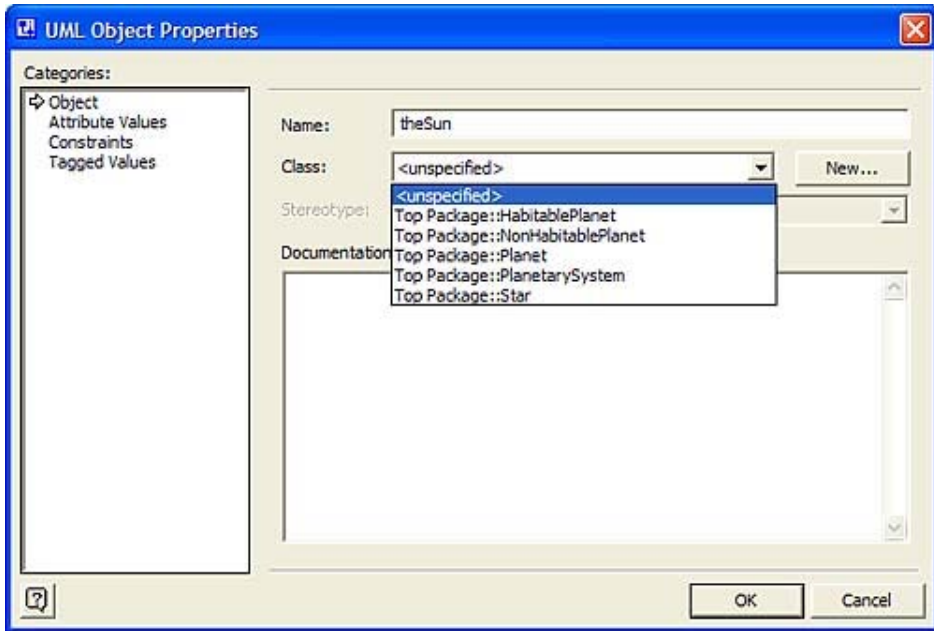 UML Object Properties
Categories:
Object
Attribute Values
Constraints
Tagged Values
Name: theSun
Class: <unspecified> New...
<unspecified>
Stereotype:
Top Package::HabitablePlanet
Top Package::NonHabitablePlanet
Documentation
Top Package::Planet
Top Package::PlanetarySystem
Top Package::Star
OK Cancel